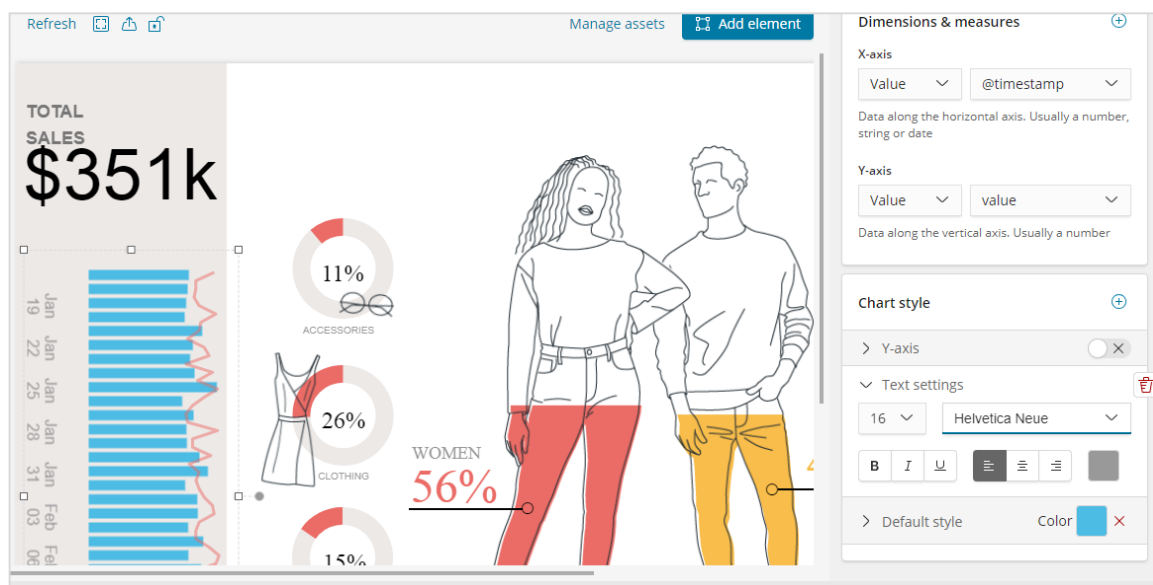 Refresh
Manage assets
Add element
TOTAL
SALES
$351k
Jan
19
Jan
22
Jan
25
Jan
28
Jan
31
Feb
03
Feb
06
11%
ACCESSORIES
26%
CLOTHING
15%
WOMEN
56%
Dimensions & measures
X-axis
Value
@timestamp
Data along the horizontal axis. Usually a number,
string or date
Y-axis
Value
value
Data along the vertical axis. Usually a number
Chart style
Y-axis
Text settings
16
Helvetica Neue
B I U
Default style
Color